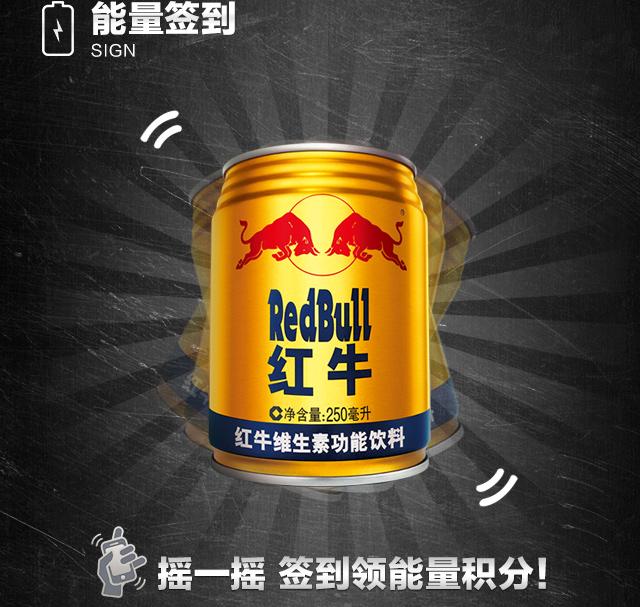 能量签到
SIGN
RedBull
红牛
净含量:250毫升
红牛维生素功能饮料
摇一摇 签到领能量积分!